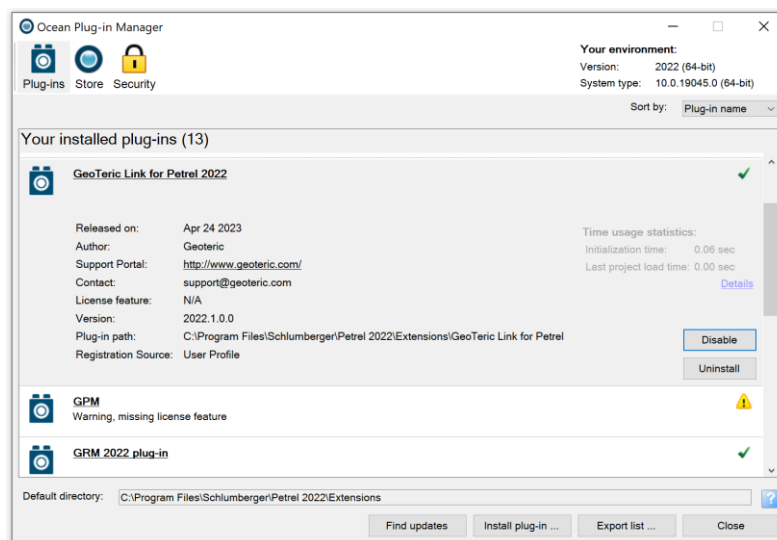 Ocean Plug-in Manager
Plug-ins Store Security
Your environment:
Version: 2022 (64-bit)
System type: 10.0.19045.0 (64-bit)
Sort by: Plug-in name
Your installed plug-ins (13)
GeoTeric Link for Petrel 2022
Released on: Apr 24 2023
Author: Geoteric
Support Portal: http://www.geoteric.com/
Contact: support@geoteric.com
License feature: N/A
Version: 2022.1.0.0
Plug-in path: C:\Program Files\Schlumberger\Petrel 2022\Extensions\GeoTeric Link for Petrel
Registration Source: User Profile
Time usage statistics:
Initialization time: 0.06 sec
Last project load time: 0.00 sec
Details
Disable
Uninstall
GPM
Warning, missing license feature
GRM 2022 plug-in
Default directory: C:\Program Files\Schlumberger\Petrel 2022\Extensions
?
Find updates Install plug-in ... Export list ... Close